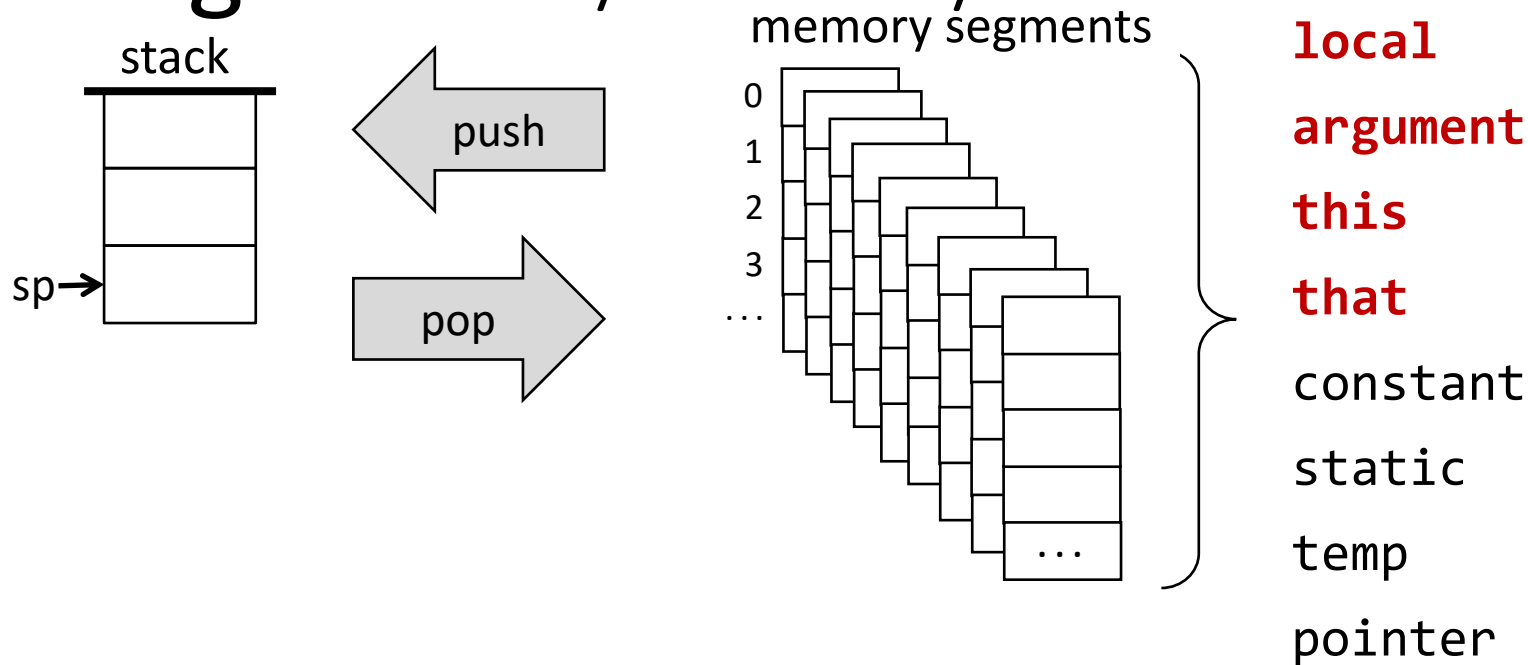 memory segments
stack
push
pop
sp
0
1
2
3
...
...
local
argument
this
that
constant
static
temp
pointer